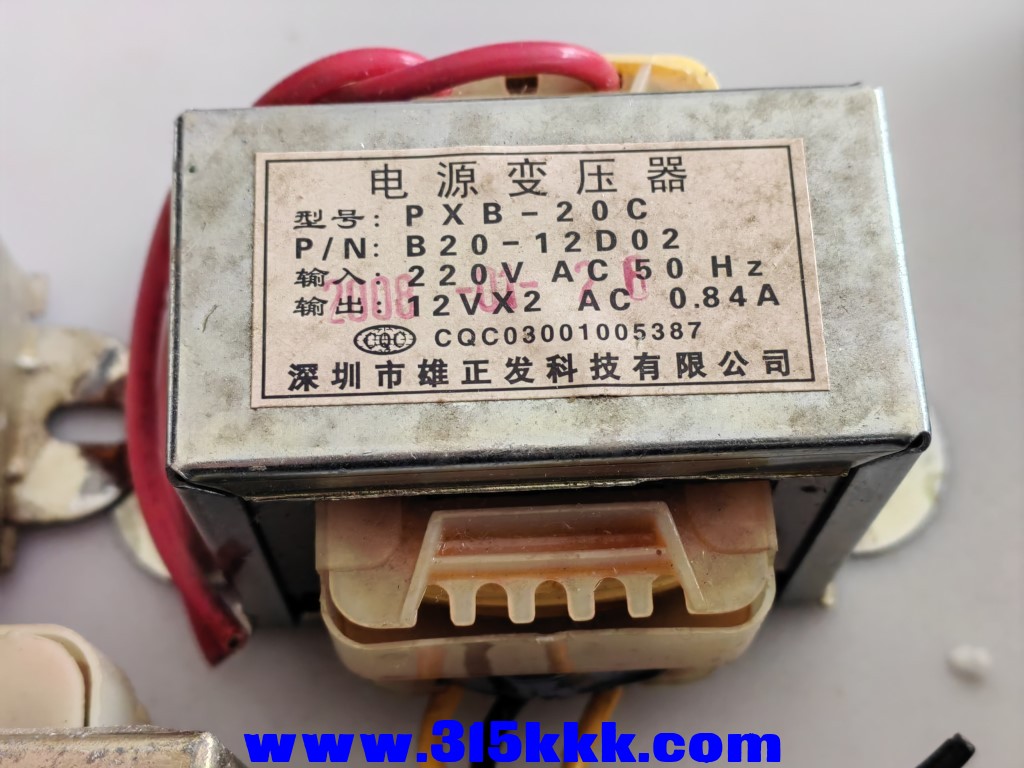 电源变压器
型号: PXB-20C
P/N: B20-12D02
输入: 220V AC 50 Hz
输出: 12VX2 AC 0.84A
CQC CQC03001005387
深圳市雄正发科技有限公司
www.315kkk.com